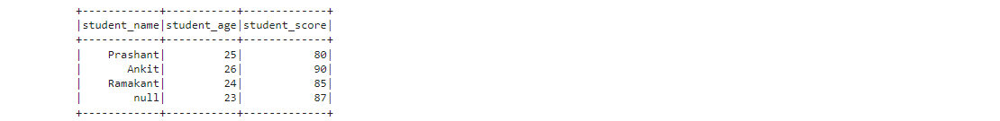 +------------+-----------+-------------+
|student_name|student_age|student_score|
+------------+-----------+-------------+
|    Prashant|         25|           80|
|       Ankit|         26|           90|
|    Ramakant|         24|           85|
|        null|         23|           87|
+------------+-----------+-------------+